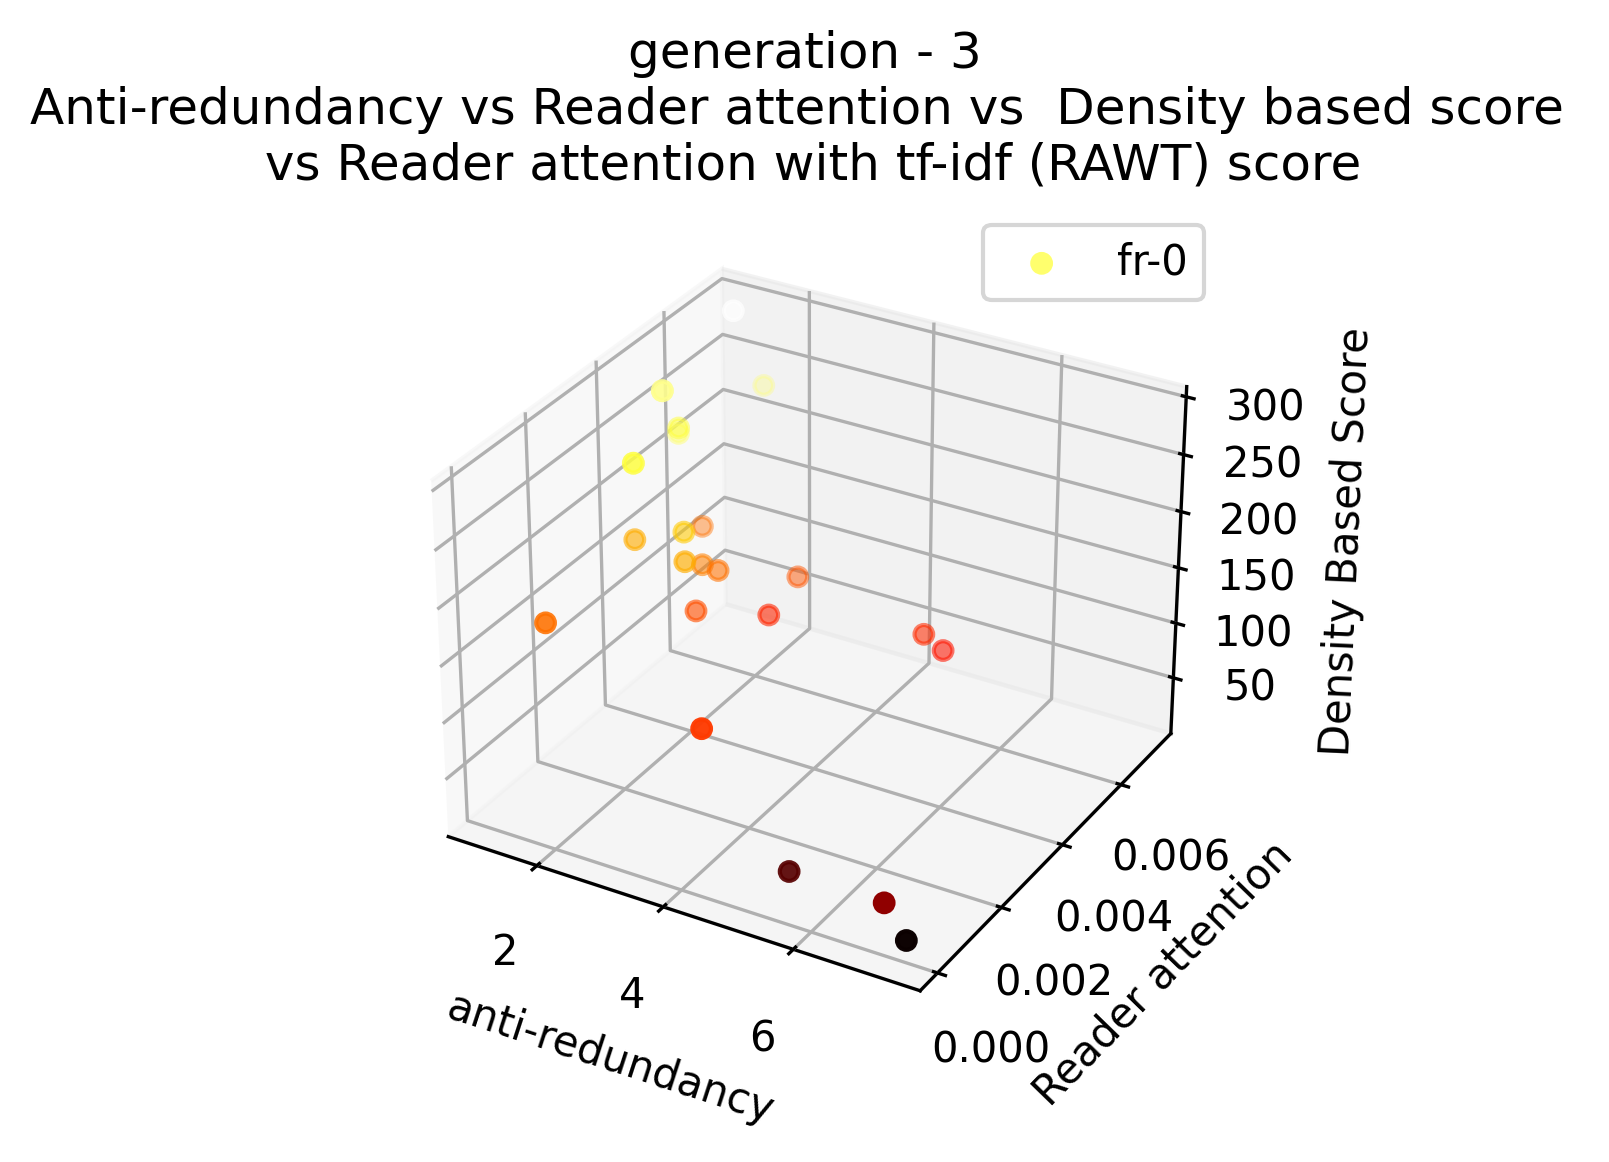 generation - 3
Anti-redundancy vs Reader attention vs  Density based score
vs Reader attention with tf-idf (RAWT) score
fr-0
300
250
200
150
100
50
Density Based Score
0.006
0.004
0.002
0.000
Reader attention
2
4
6
anti-redundancy